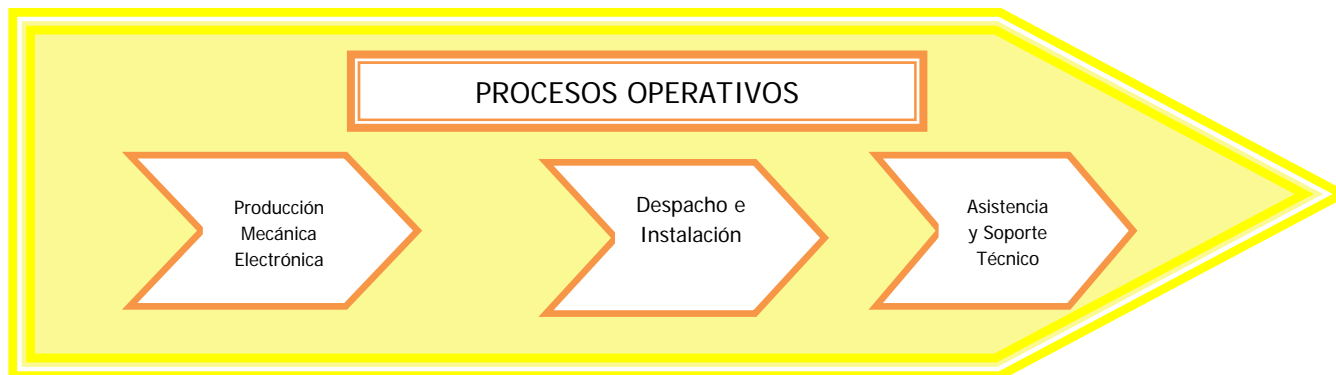 PROCESOS OPERATIVOS
Producción
Mecánica
Electrónica
Despacho e
Instalación
Asistencia
y Soporte
Técnico